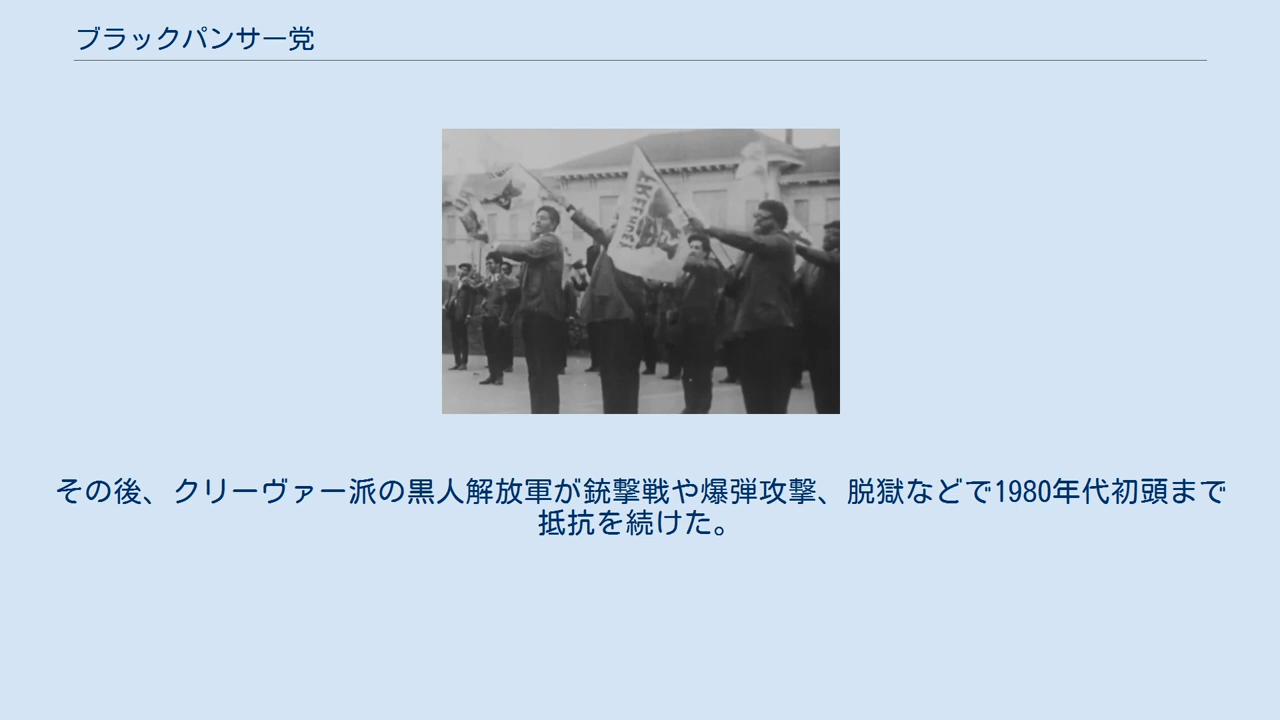 ブラックパンサー党
FREE HUEY
その後、クリーヴァー派の黒人解放軍が銃撃戦や爆弾攻撃、脱獄などで1980年代初頭まで
抵抗を続けた。